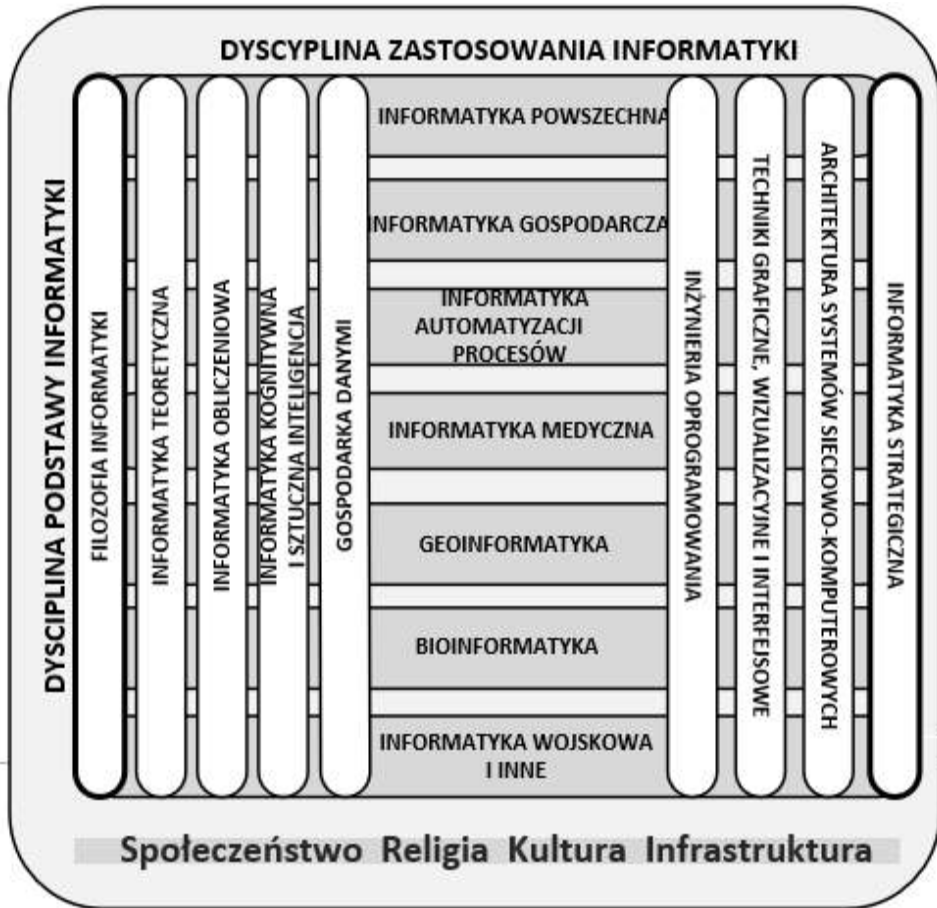 DYSCYPLINA ZASTOSOWANIA INFORMATYKI
DYSCIPLINA PODSTAWY INFORMATYKI
FILOZOFIA INFORMATYKI
INFORMATYKA TEORETYCZNA
INFORMATYKA OBLICZENIOWA
INFORMATYKA KOGNITYWNA
I SZTUCZNA INTELIGENCJA
GOSPODARKA DANYMI
INFORMATYKA POWSZECHNA
INFORMATYKA GOSPODARCZA
INFORMATYKA
AUTOMATYZACJI
PROCESÓW
INFORMATYKA MEDYCZNA
GEOINFORMATYKA
BIOINFORMATYKA
INFORMATYKA WOJSKOWA
I INNE
INŻYNIERIA OPROGRAMOWANIA
TECHNIKI GRAFICZNE, WIZUALIZACYJNE I INTERFEJSOWE
ARCHITEKTURA SYSTEMÓW SIECIOWO-KOMPUTEROWYCH
INFORMATYKA STRATEGICZNA
Społeczeństwo Religia Kultura Infrastruktura